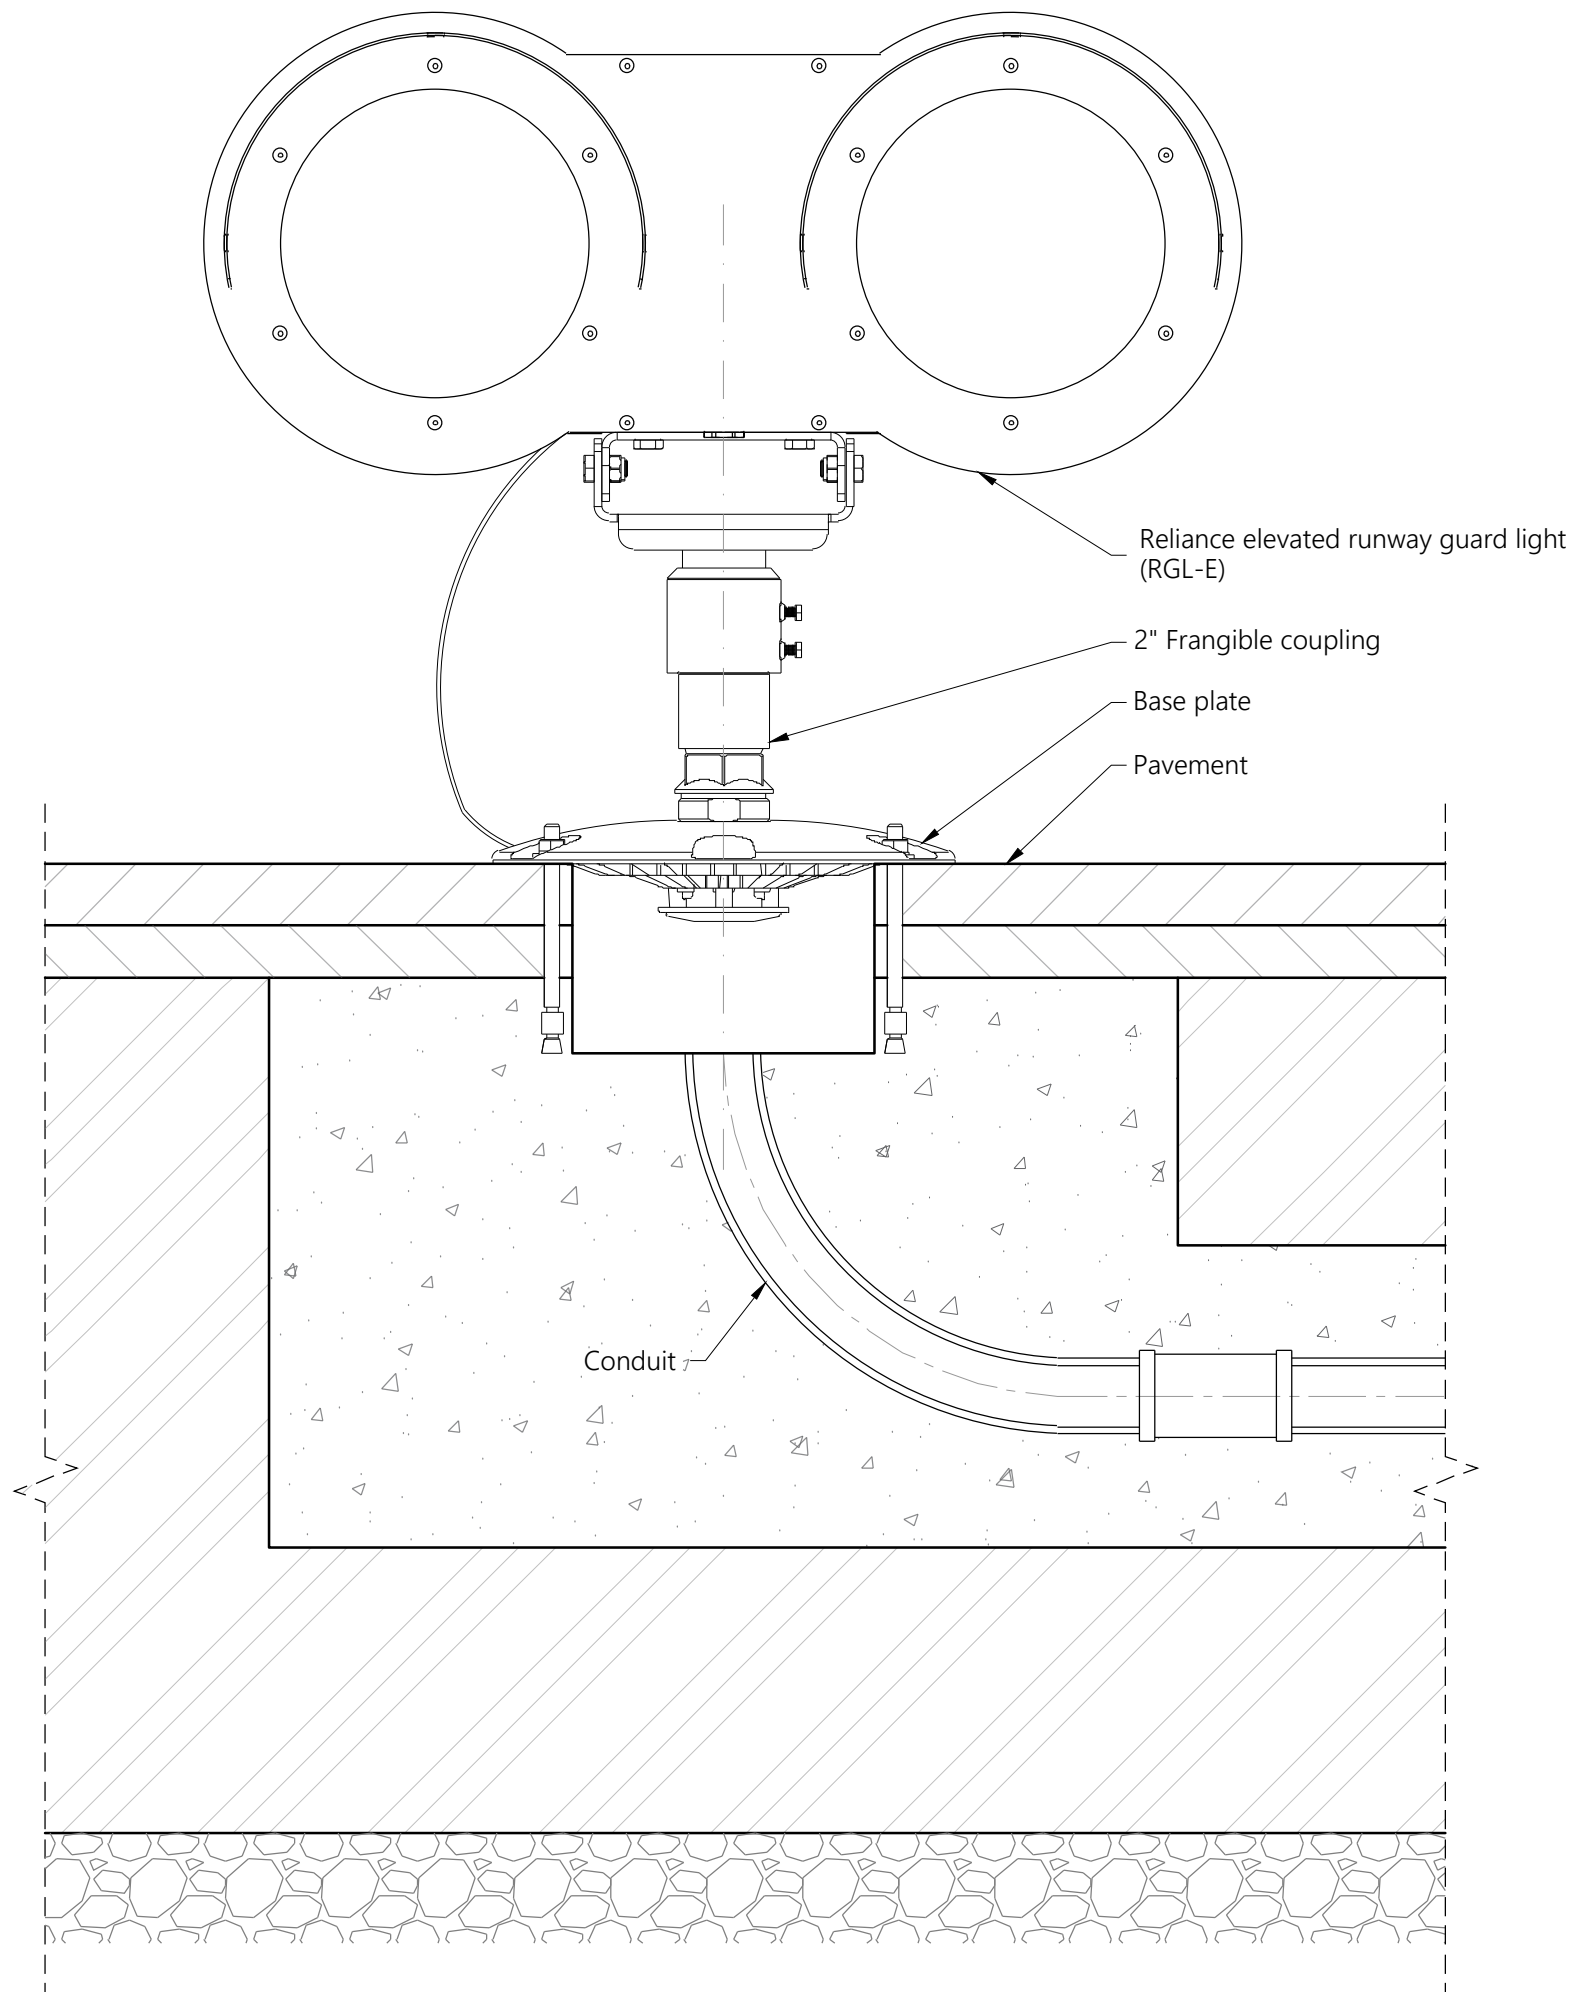 Reliance elevated runway guard light
(RGL-E)
2" Frangible coupling
Base plate
Pavement
Conduit